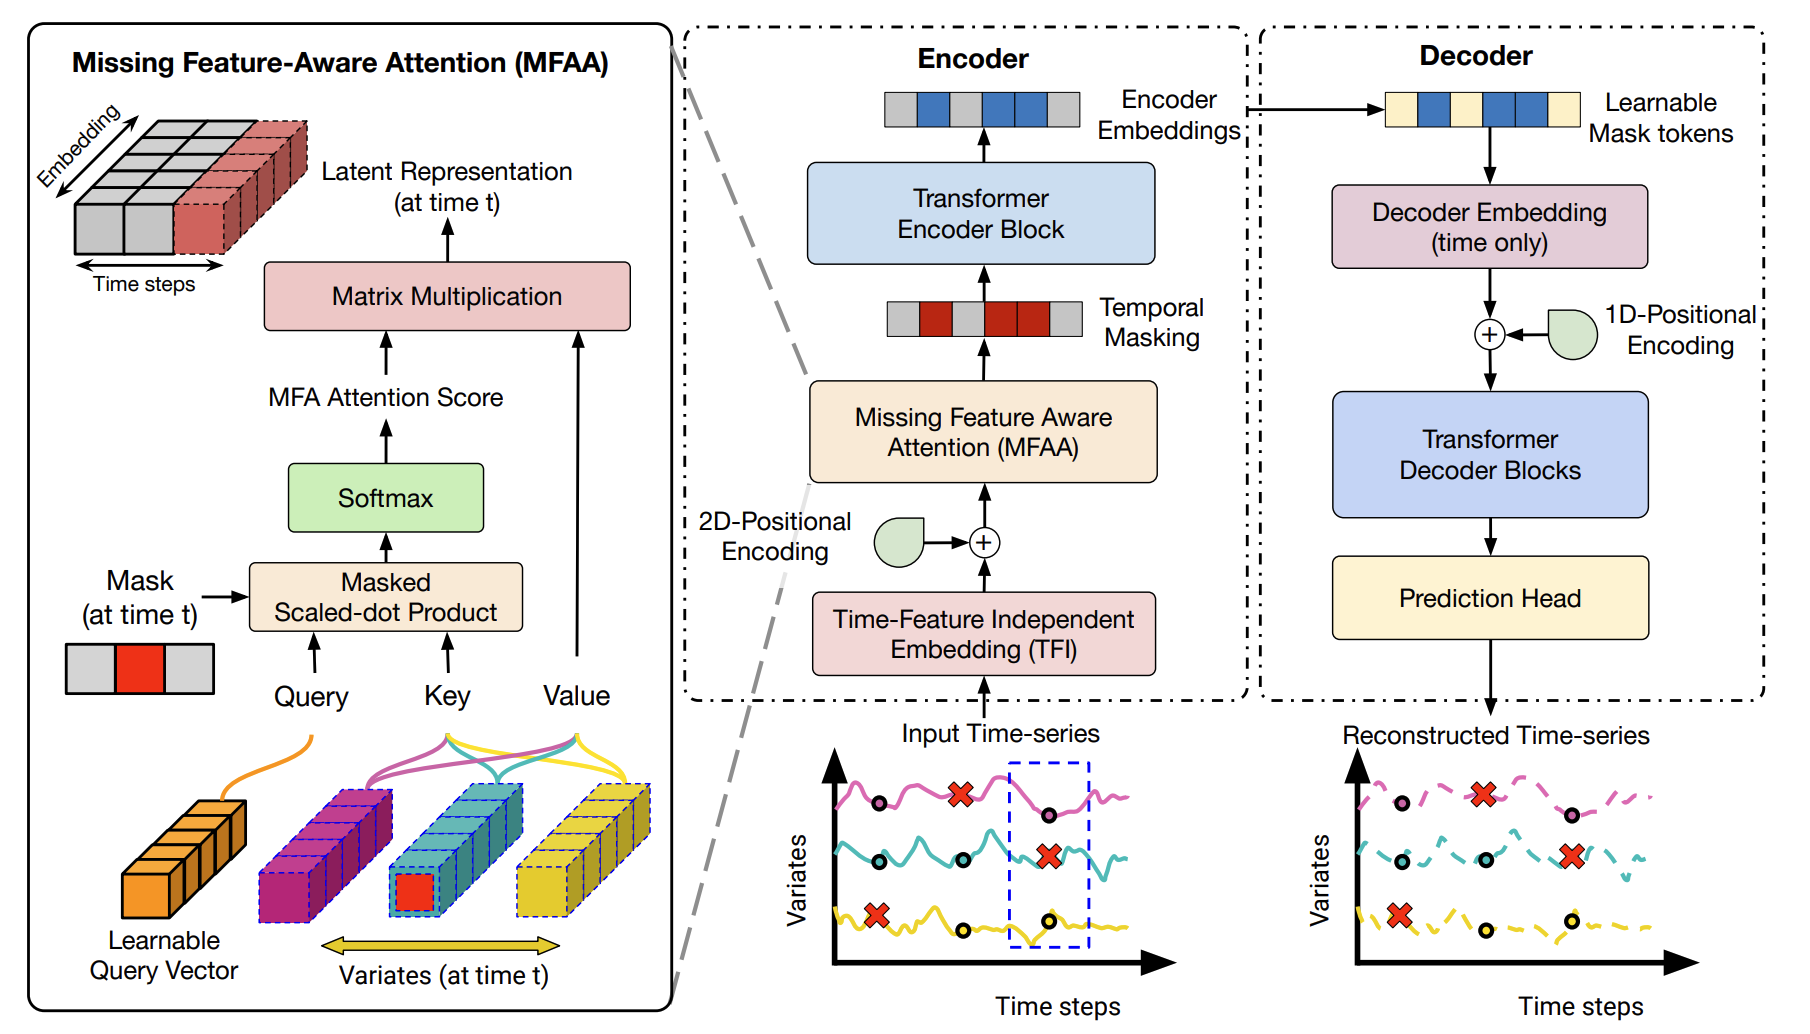 Missing Feature-Aware Attention (MFAA)
Embedding
Time steps
Latent Representation
(at time t)
Matrix Multiplication
MFA Attention Score
Softmax
Mask
(at time t)
Masked
Scaled-dot Product
Query
Key
Value
Learnable
Query Vector
Variates (at time t)
Encoder
Encoder
Embeddings
Transformer
Encoder Block
Temporal
Masking
Missing Feature Aware
Attention (MFAA)
2D-Positional
Encoding
+
Time-Feature Independent
Embedding (TFI)
Input Time-series
Variates
Time steps
Decoder
Learnable
Mask tokens
Decoder Embedding
(time only)
+
1D-Positional
Encoding
Transformer
Decoder Blocks
Prediction Head
Reconstructed Time-series
Variates
Time steps